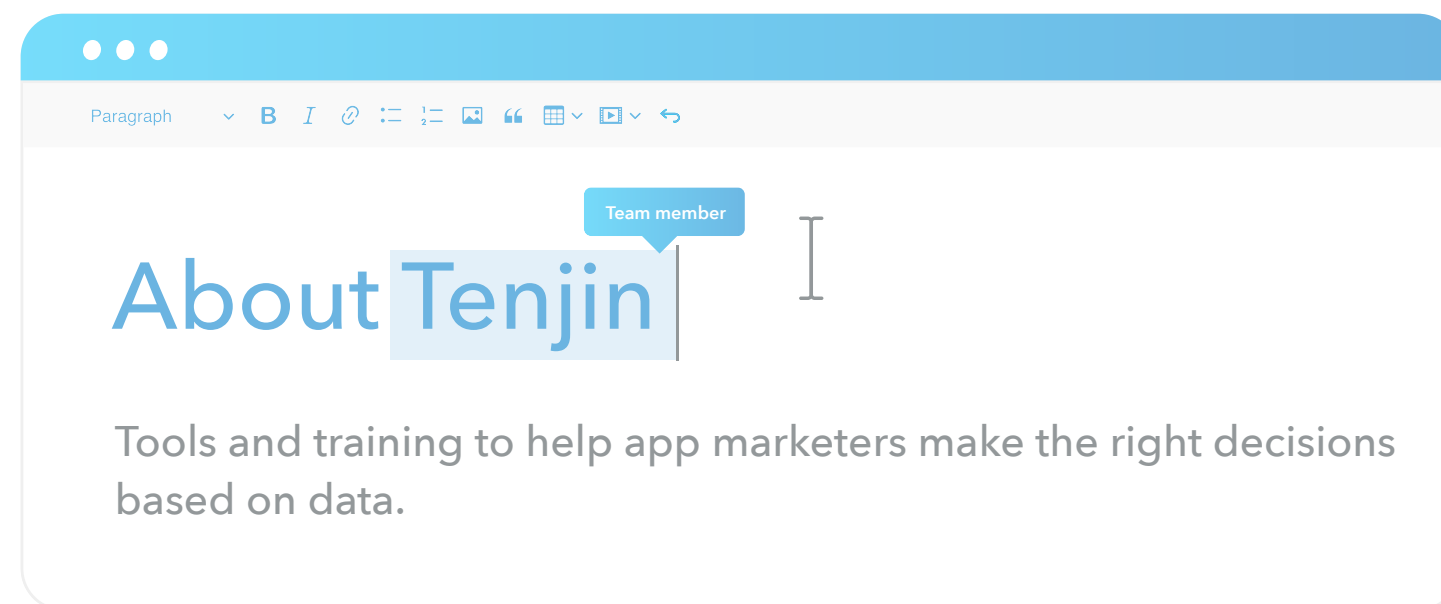 Paragraph
B I
Team member
About Tenjin
Tools and training to help app marketers make the right decisions
based on data.